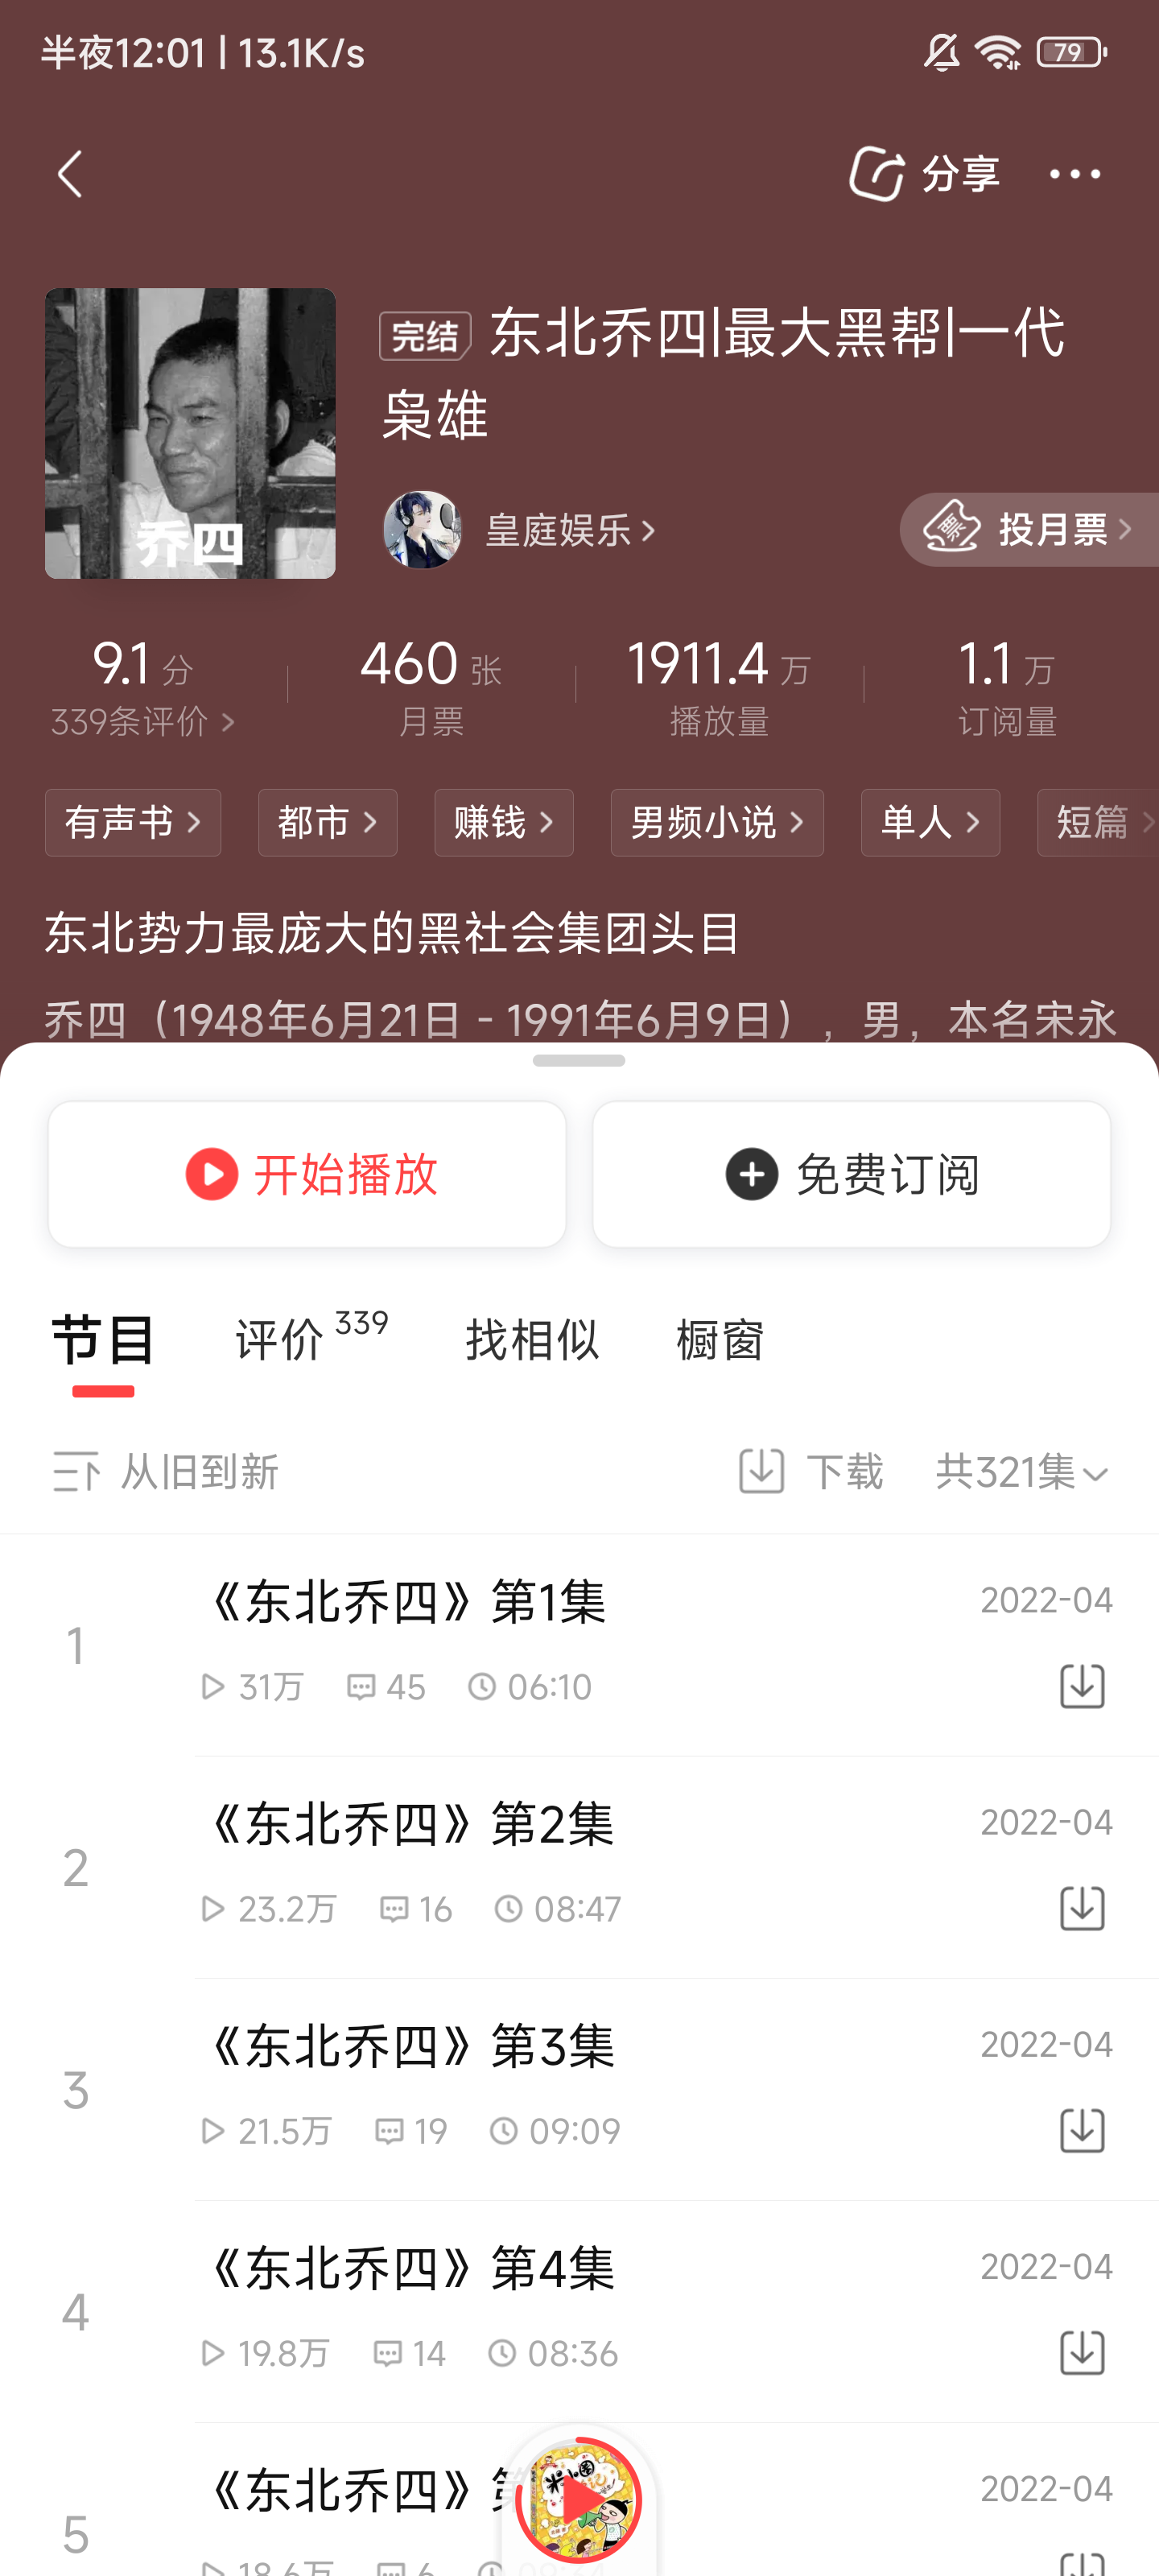 半夜12:01 | 13.1K/s
79
分享
完结 东北乔四|最大黑帮|一代
枭雄
乔四
皇庭娱乐
票 投月票
9.1 分
339条评价
460 张
月票
1911.4 万
播放量
1.1 万
订阅量
有声书
都市
赚钱
男频小说
单人
短篇
东北势力最庞大的黑社会集团头目
乔四（1948年6月21日 - 1991年6月9日），男，本名宋永
开始播放
免费订阅
节目
评价 339
找相似
橱窗
从旧到新
下载
共321集
1
《东北乔四》第1集
2022-04
31万 45 06:10
2
《东北乔四》第2集
2022-04
23.2万 16 08:47
3
《东北乔四》第3集
2022-04
21.5万 19 09:09
4
《东北乔四》第4集
2022-04
19.8万 14 08:36
5
《东北乔四》
2022-04
18.6万 6